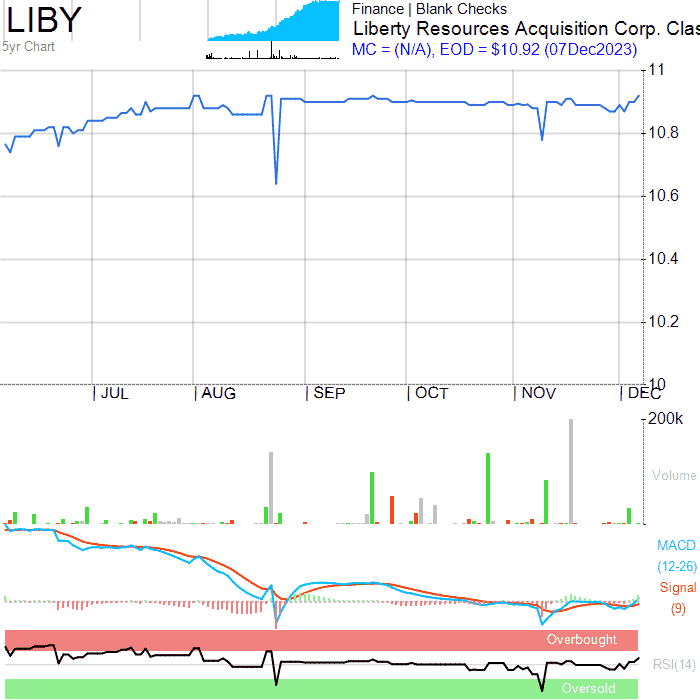 LIBY
5yr Chart
Finance | Blank Checks
Liberty Resources Acquisition Corp. Clas
MC = (N/A), EOD = $10.92 (07Dec2023)
11
10.8
10.6
10.4
10.2
10
JUL AUG SEP OCT NOV DEC
200k
Volume
MACD
(12-26)
Signal
(9)
Overbought
RSI(14)
Oversold